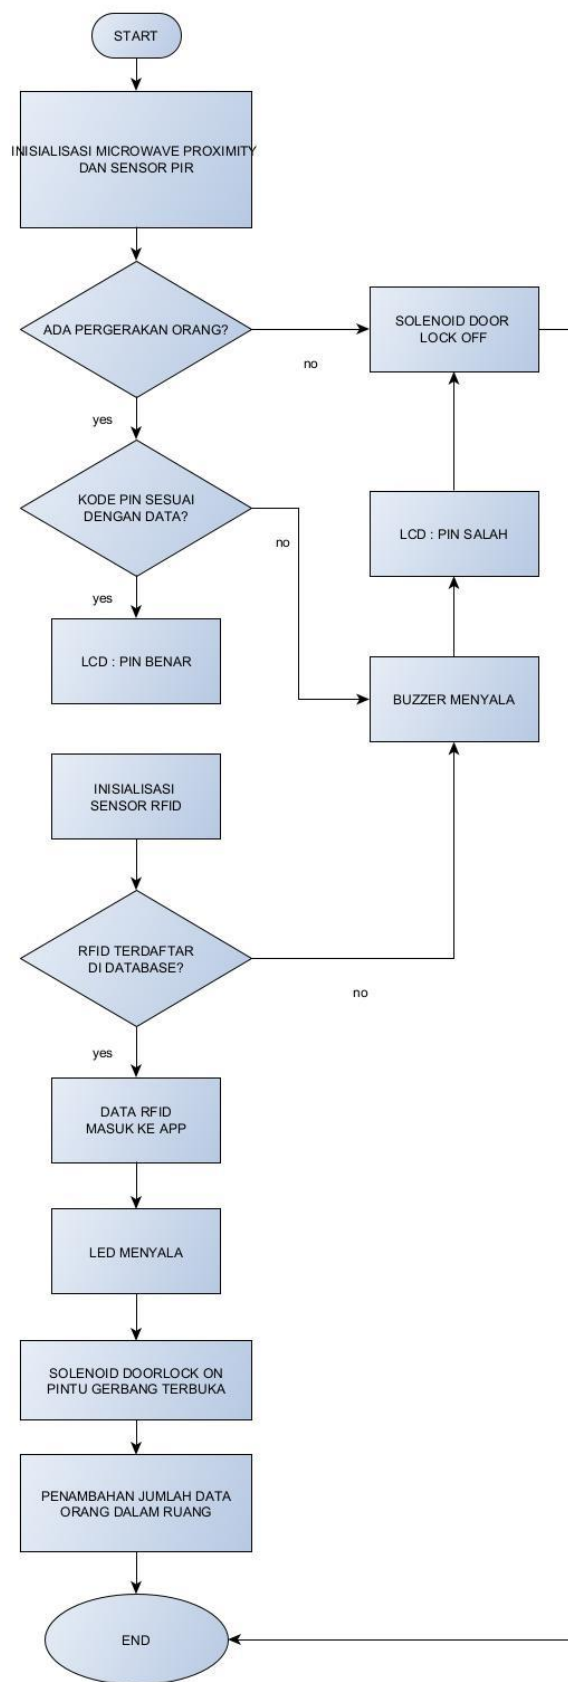 START
INISIALISASI MICROWAVE PROXIMITY
DAN SENSOR PIR
ADA PERGERAKAN ORANG?
no
SOLENOID DOOR
LOCK OFF
yes
KODE PIN SESUAI
DENGAN DATA?
no
LCD : PIN SALAH
yes
LCD : PIN BENAR
BUZZER MENYALA
INISIALISASI
SENSOR RFID
RFID TERDAFTAR
DI DATABASE?
no
yes
DATA RFID
MASUK KE APP
LED MENYALA
SOLENOID DOORLOCK ON
PINTU GERBANG TERBUKA
PENAMBAHAN JUMLAH DATA
ORANG DALAM RUANG
END